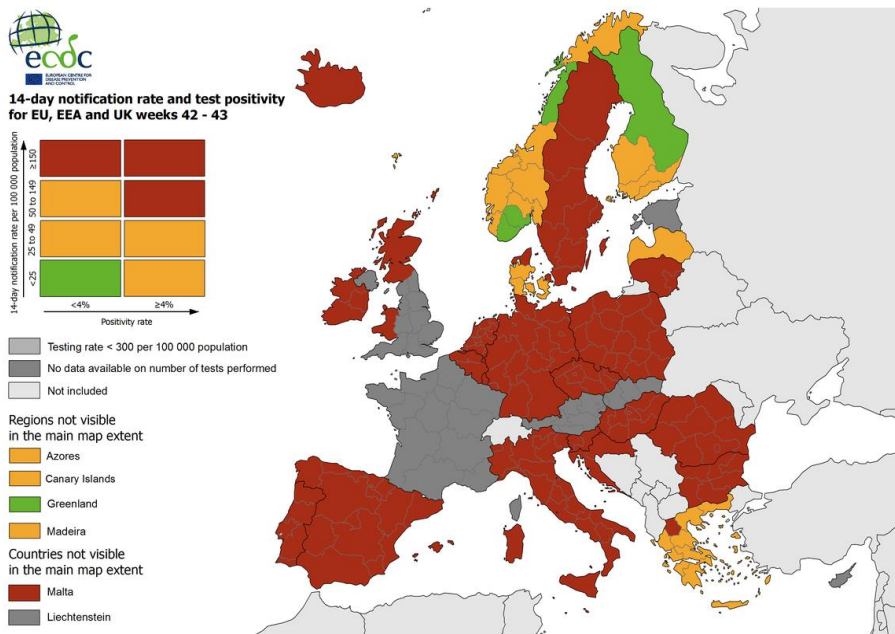 ecdc
EUROPEAN CENTRE FOR
DISEASE PREVENTION
AND CONTROL
14-day notification rate and test positivity
for EU, EEA and UK weeks 42 - 43
14-day notification rate per 100 000 population
≥150
50 to 149
25 to 49
<25
<4%
≥4%
Positivity rate
Testing rate < 300 per 100 000 population
No data available on number of tests performed
Not included
Regions not visible
in the main map extent
Azores
Canary Islands
Greenland
Madeira
Countries not visible
in the main map extent
Malta
Liechtenstein